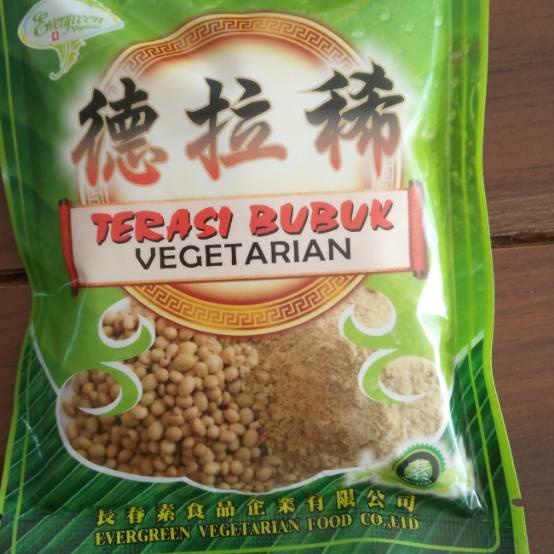 Evergreen
德拉稀
TERASI BUBUK
VEGETARIAN
素
長春素食品企業有限公司
EVERGREEN VEGETARIAN FOOD CO.,LTD